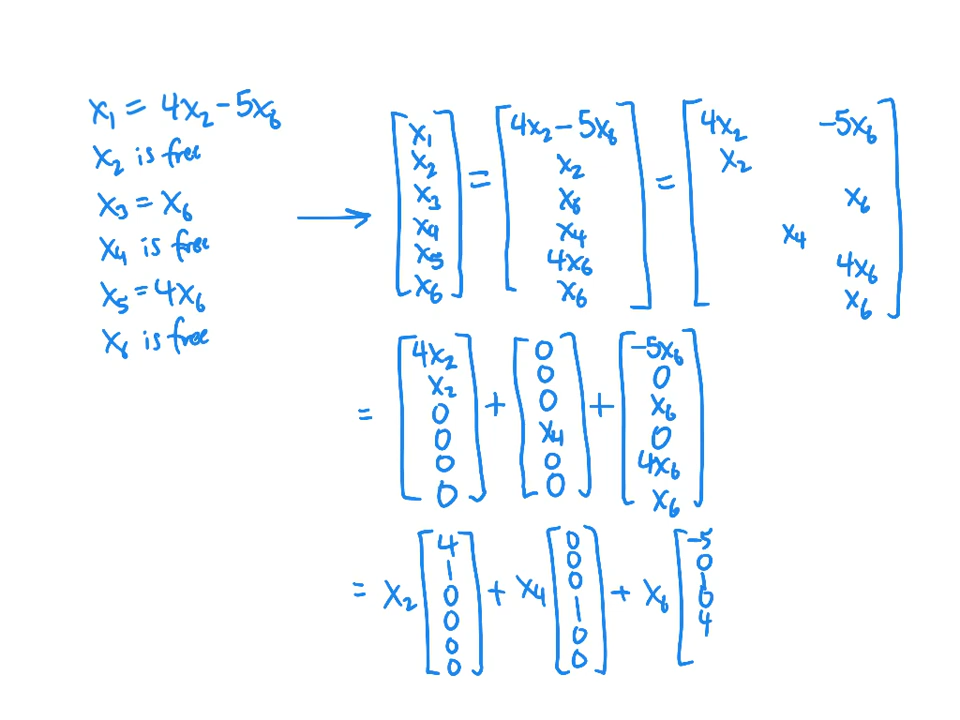 x₁ = 4x₂ - 5x₆
x₂ is free
x₃ = x₆
x₄ is free
x₅ = 4x₆
x₆ is free
→
[x₁ x₂ x₃ x₄ x₅ x₆] = [4x₂ - 5x₆ x₂ x₆ x₄ 4x₆ x₆] = [4x₂ -5x₆ x₂ x₆ x₄ 4x₆ x₆]
= [4x₂ x₂ 0 0 0 0] + [0 0 0 x₄ 0 0] + [-5x₆ 0 x₆ 0 4x₆ x₆]
= x₂ [4 1 0 0 0 0] + x₄ [0 0 0 1 0 0] + x₆ [-5 0 1 0 4